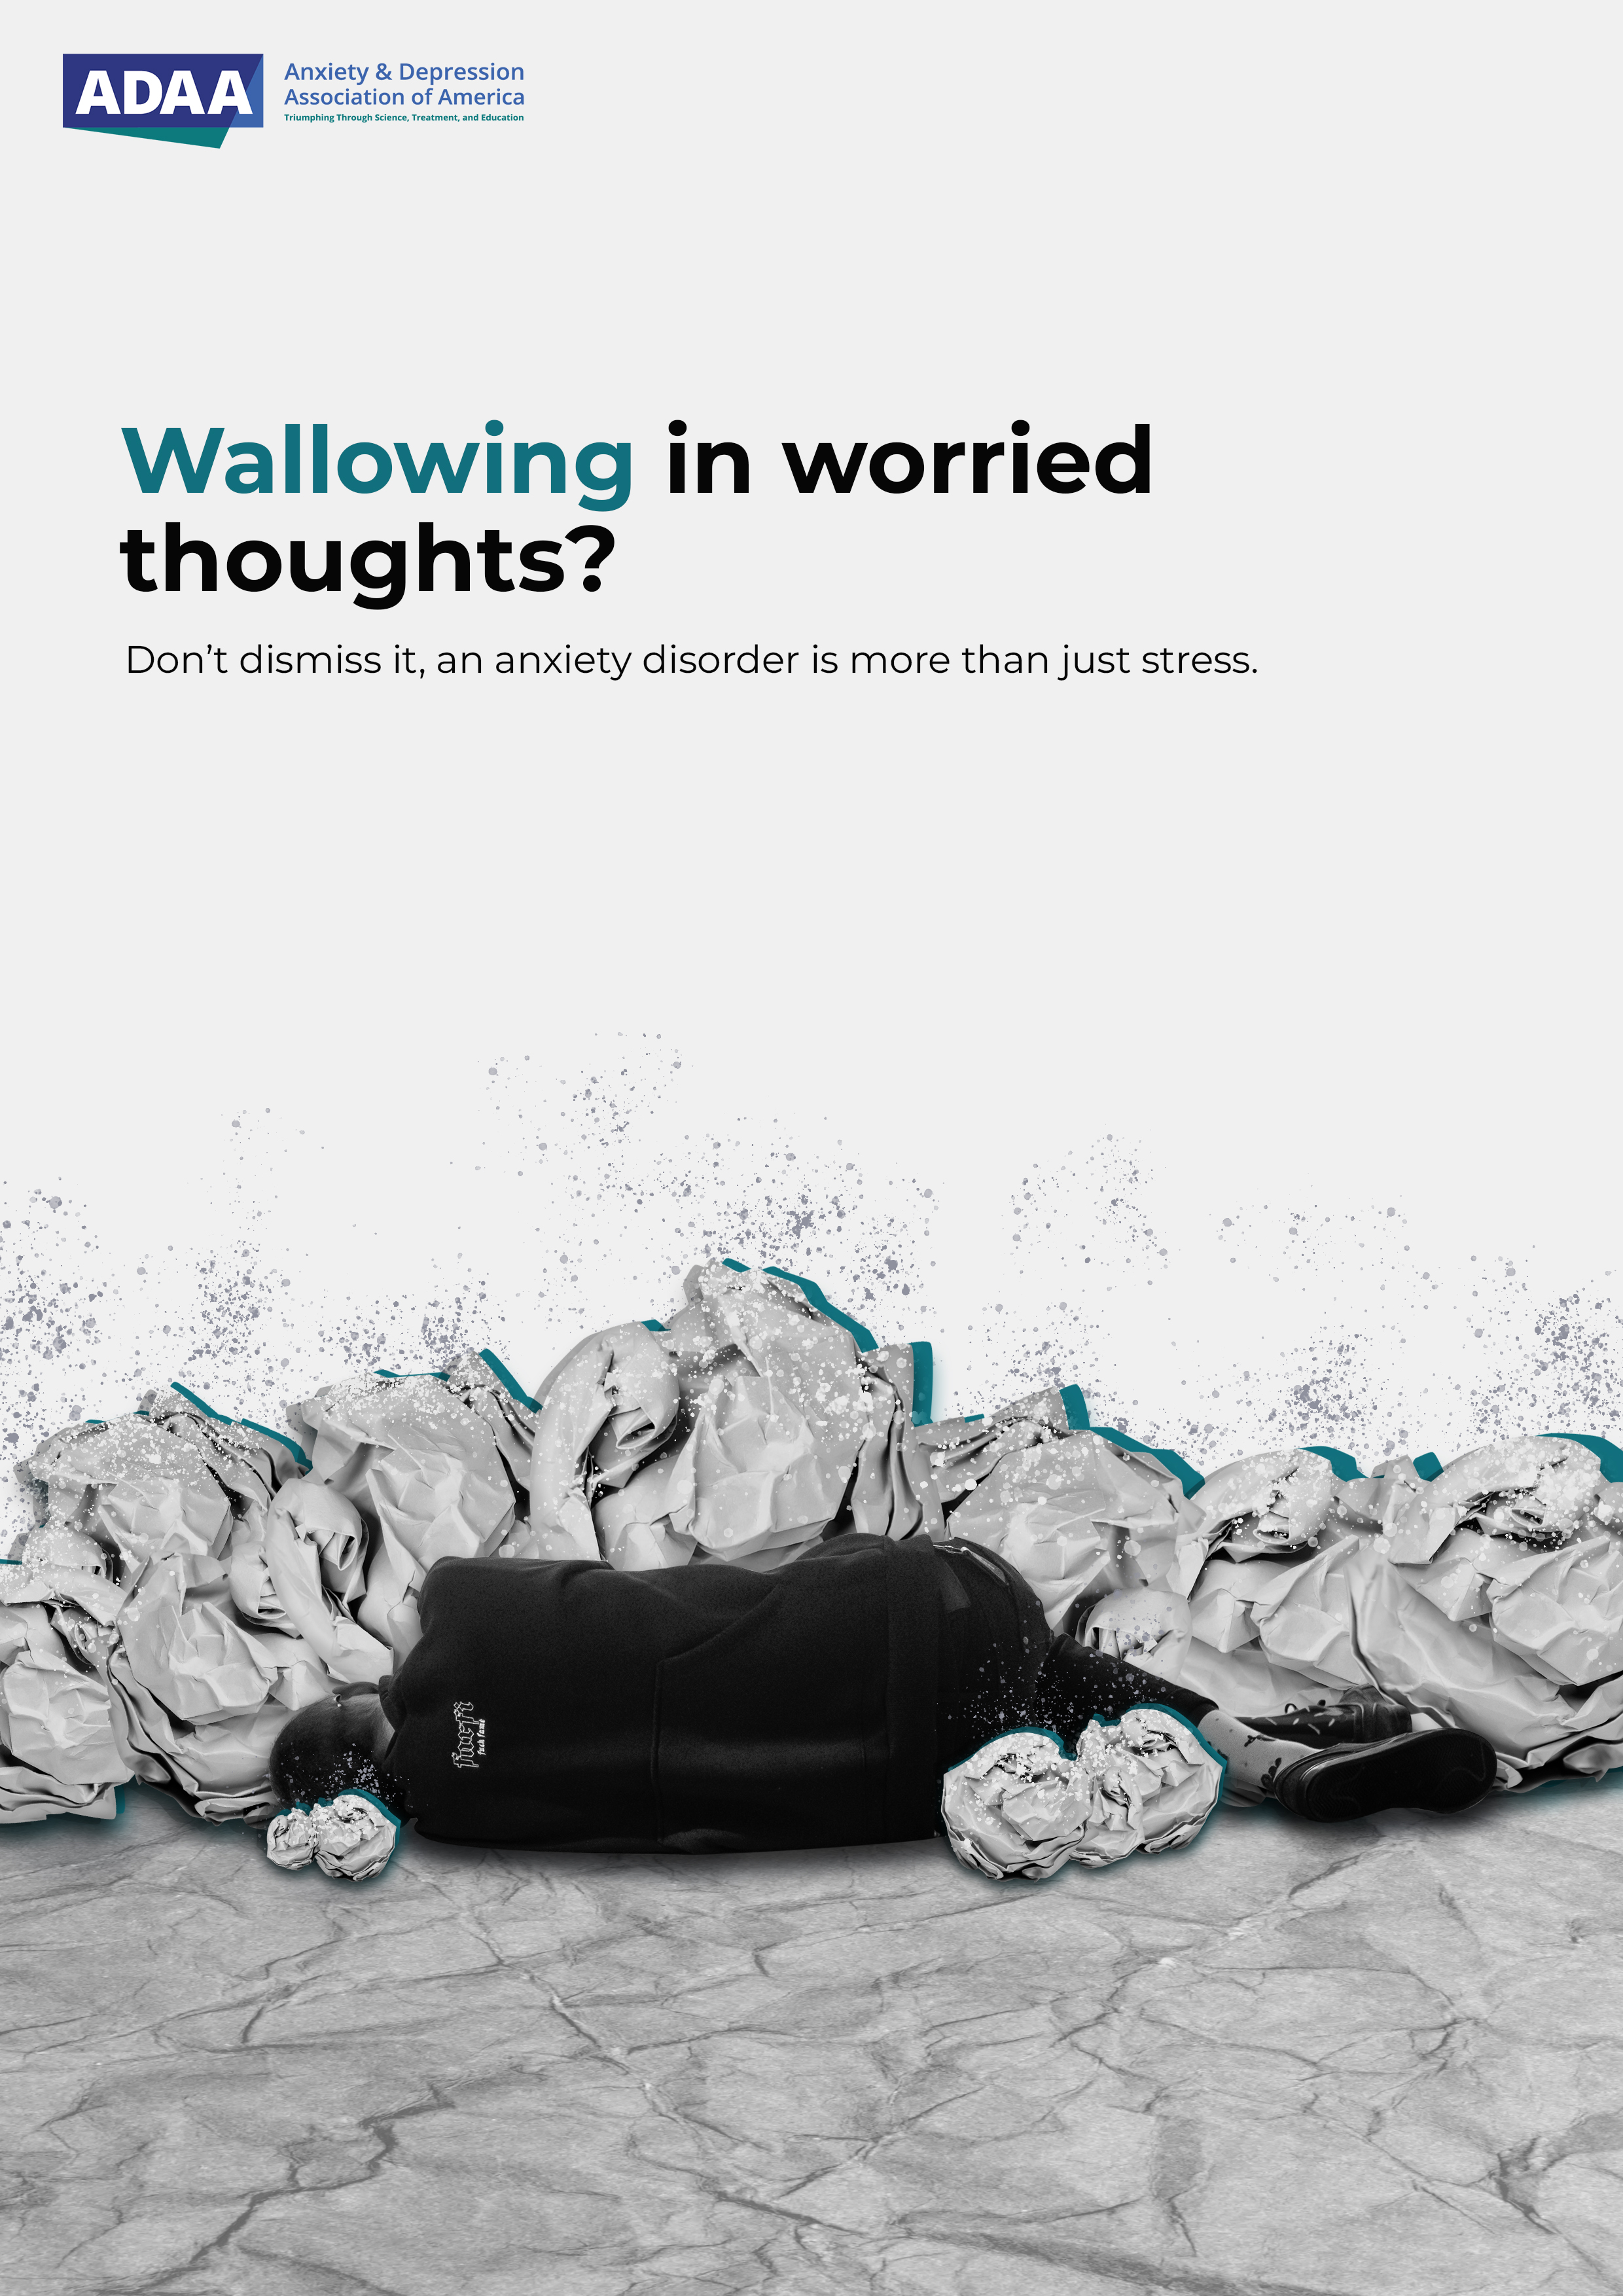 ADAA
Anxiety & Depression
Association of America
Triumphing Through Science, Treatment, and Education
Wallowing in worried
thoughts?
Don’t dismiss it, an anxiety disorder is more than just stress.